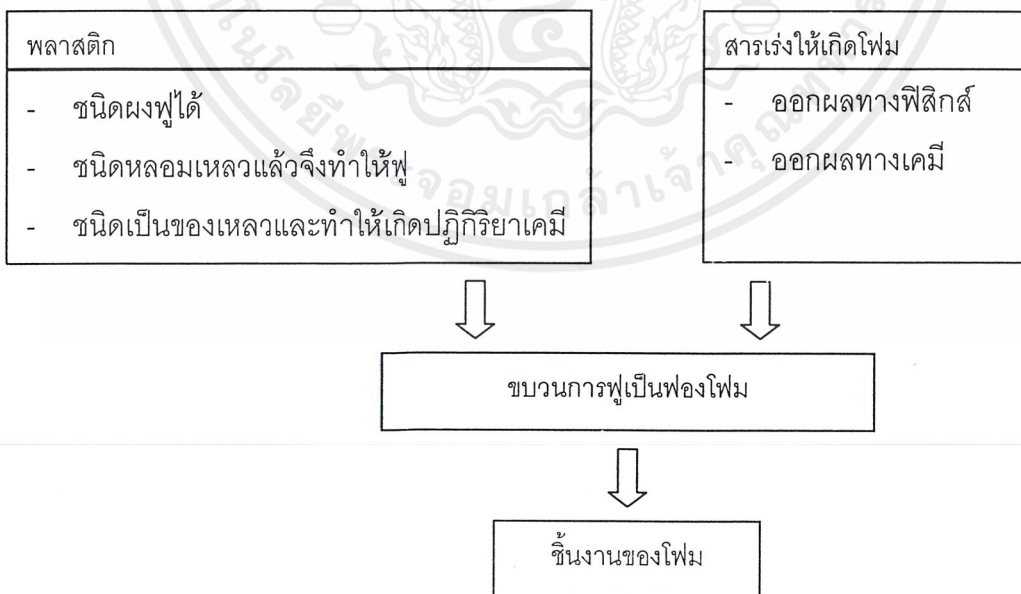 พลาสติก
- ชนิดผงฟูได้
- ชนิดหลอมเหลวแล้วจึงทำให้ฟู
- ชนิดเป็นของเหลวและทำให้เกิดปฏิกิริยาเคมี
สารเร่งให้เกิดโฟม
- ออกผลทางฟิสิกส์
- ออกผลทางเคมี
ขบวนการฟูเป็นฟองโฟม
ชิ้นงานของโฟม